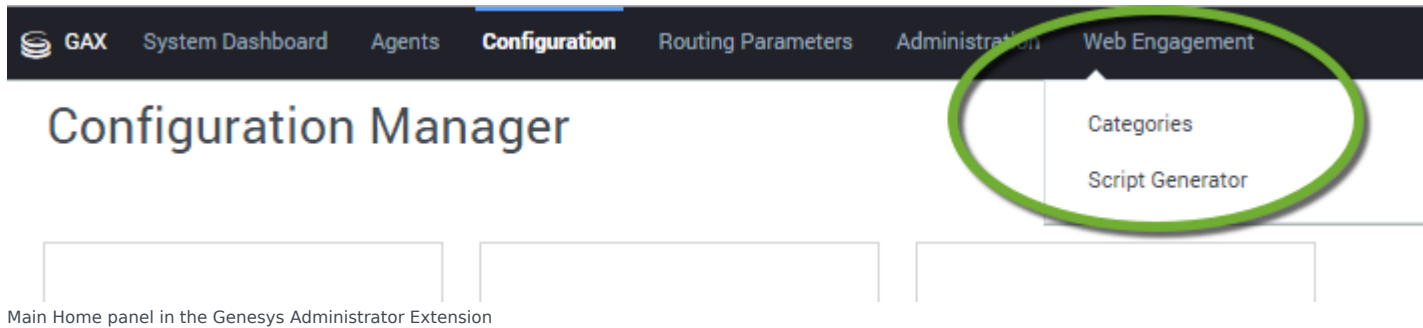 GAX System Dashboard Agents Configuration Routing Parameters Administration Web Engagement
Configuration Manager
Categories
Script Generator
Main Home panel in the Genesys Administrator Extension